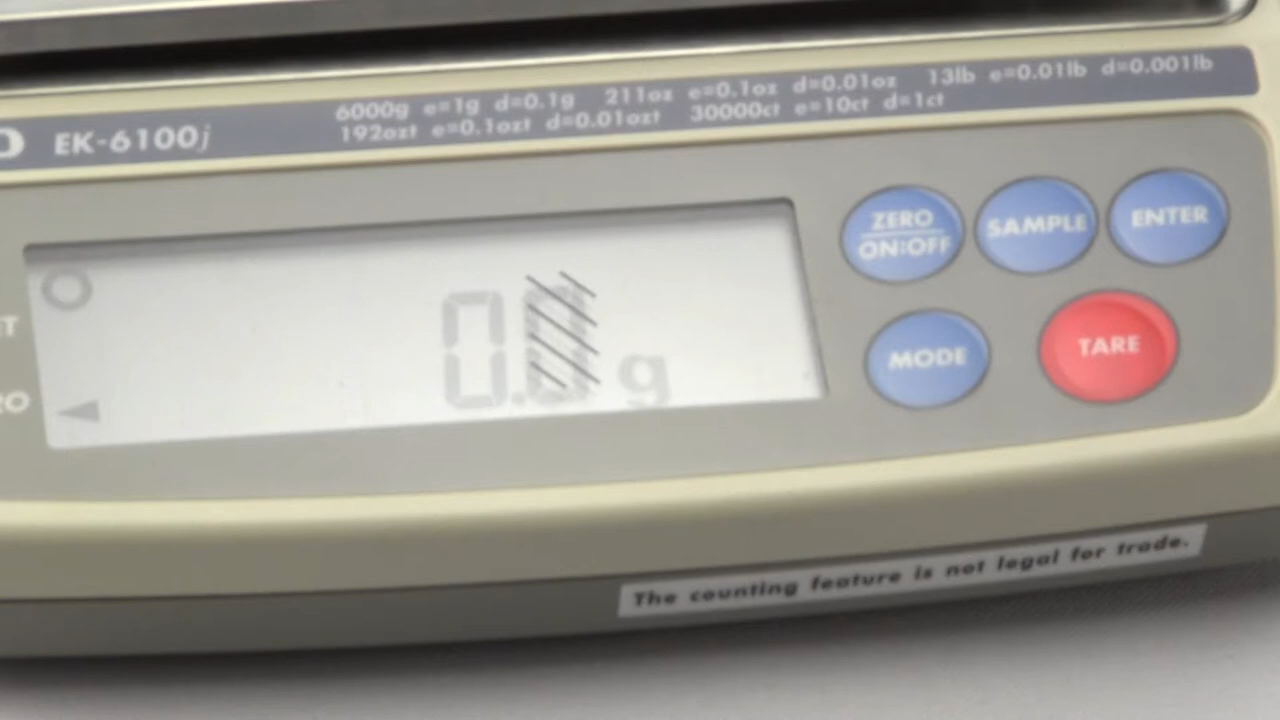 EK-6100j
6000g e=1g d=0.1g 211oz e=0.1oz d=0.01oz 13lb e=0.01lb d=0.001lb
192ozt e=0.1ozt d=0.01ozt 30000ct e=10ct d=1ct
ZERO
ON:OFF
SAMPLE
ENTER
0. g
MODE
TARE
The counting feature is not legal for trade.